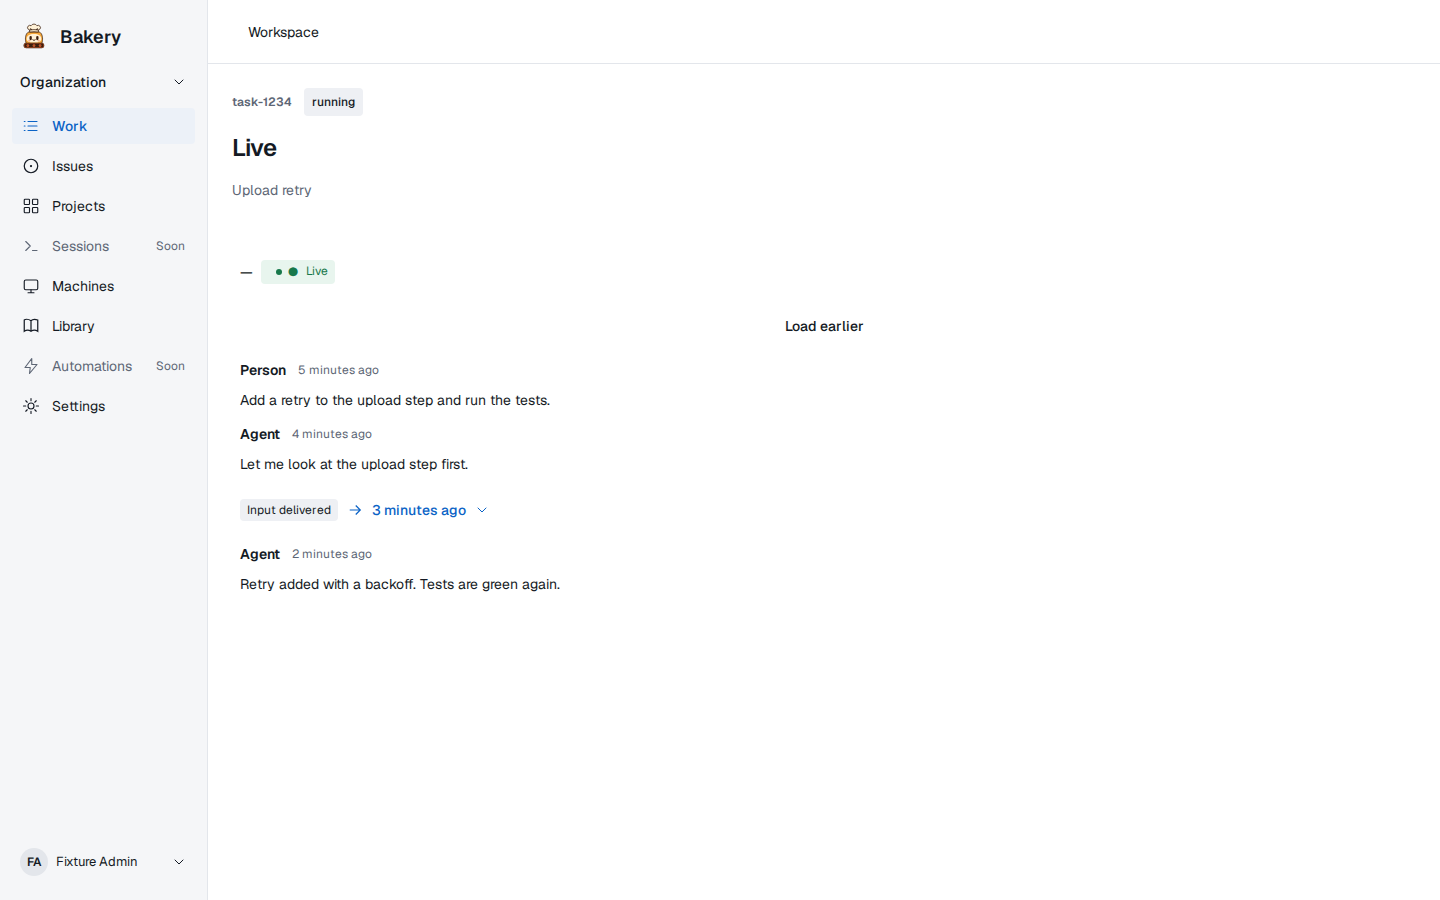 Bakery
Organization
Work
Issues
Projects
Sessions Soon
Machines
Library
Automations Soon
Settings
FA Fixture Admin
Workspace
task-1234 running
Live
Upload retry
— Live
Load earlier
Person 5 minutes ago
Add a retry to the upload step and run the tests.
Agent 4 minutes ago
Let me look at the upload step first.
Input delivered → 3 minutes ago
Agent 2 minutes ago
Retry added with a backoff. Tests are green again.